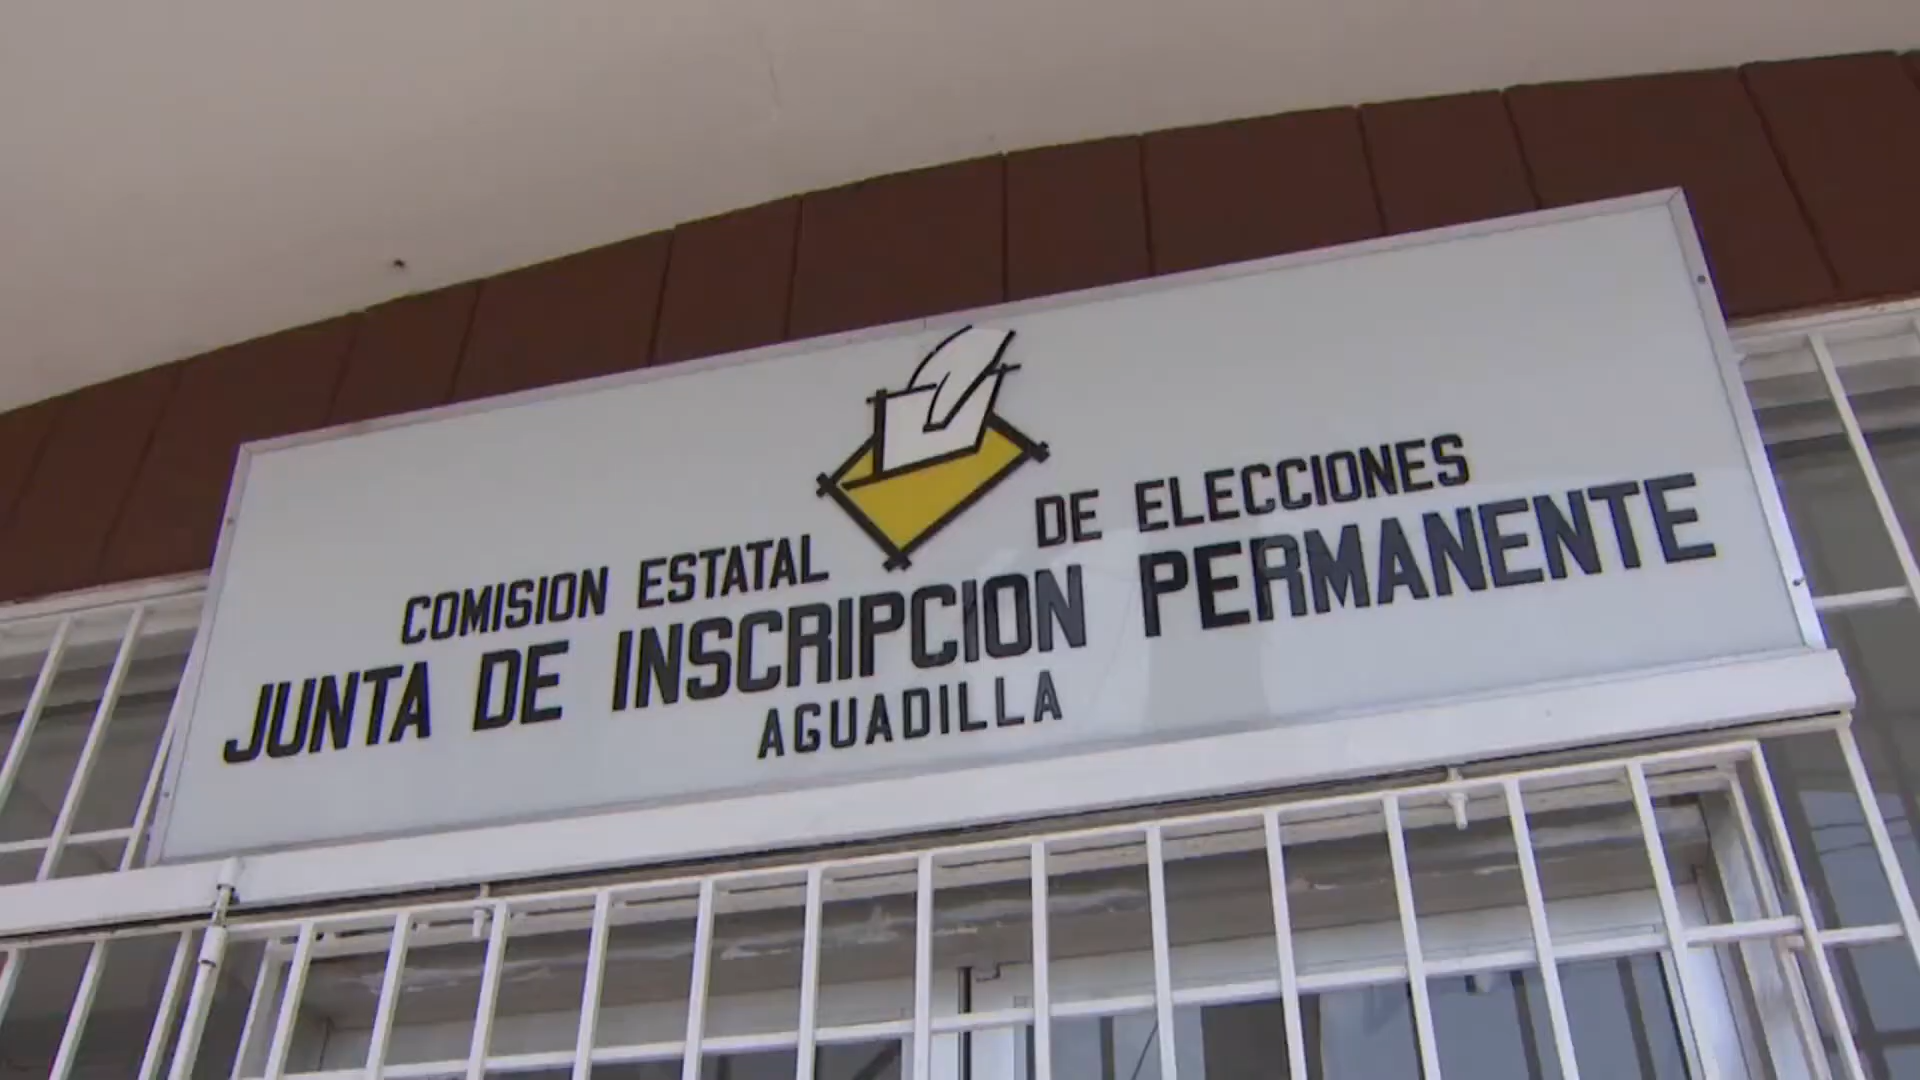 COMISION ESTATAL DE ELECCIONES
JUNTA DE INSCRIPCION PERMANENTE
AGUADILLA